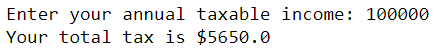 Enter your annual taxable income: 100000
Your total tax is $5650.0